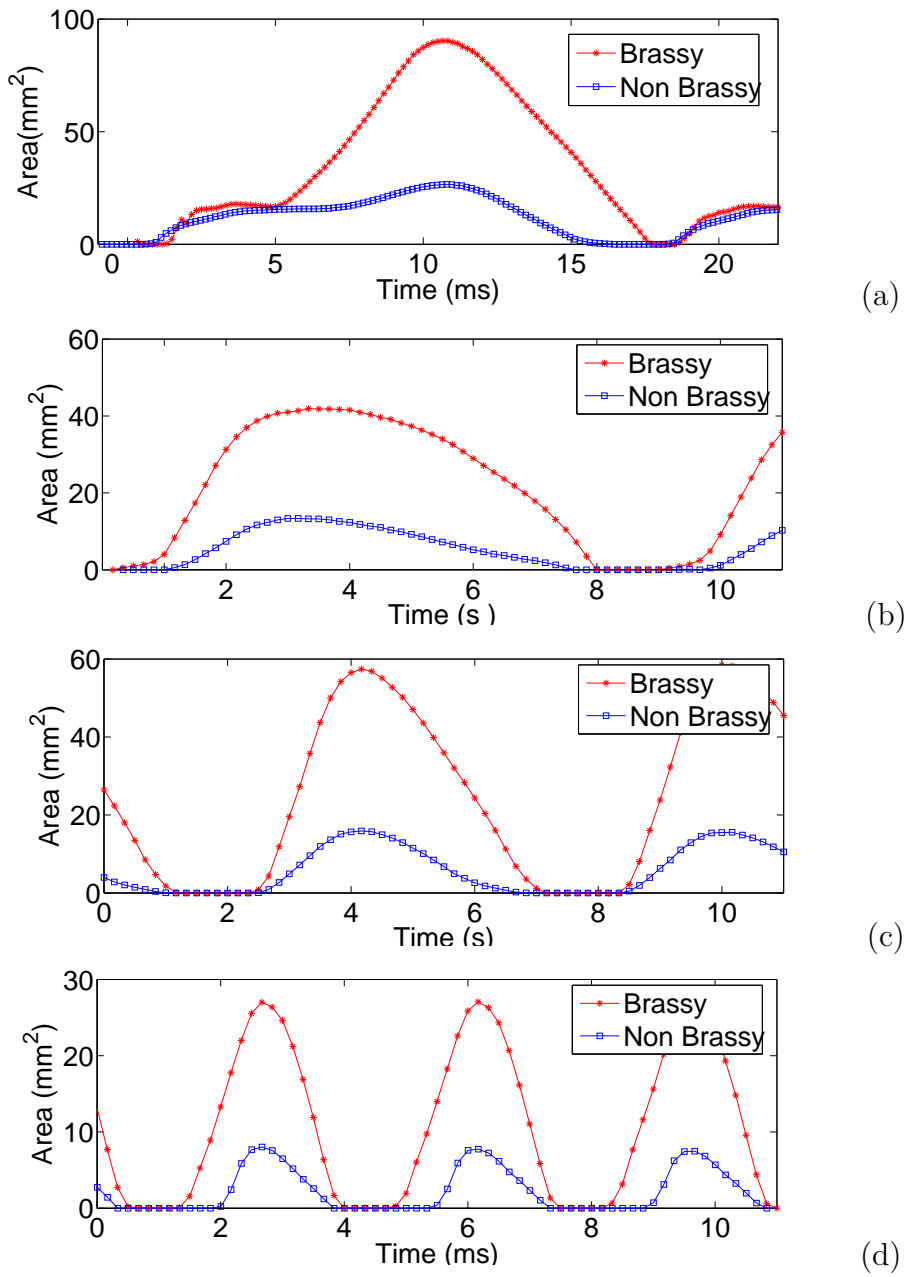 100
50
0
Area(mm²)
Brassy
Non Brassy
0 5 10 15 20
Time (ms)
(a)
60
40
20
0
Area (mm²)
Brassy
Non Brassy
2 4 6 8 10
Time (s )
(b)
60
40
20
0
Area (mm²)
Brassy
Non Brassy
0 2 4 6 8 10
Time (s)
(c)
30
20
10
0
Area (mm²)
Brassy
Non Brassy
0 2 4 6 8 10
Time (ms)
(d)